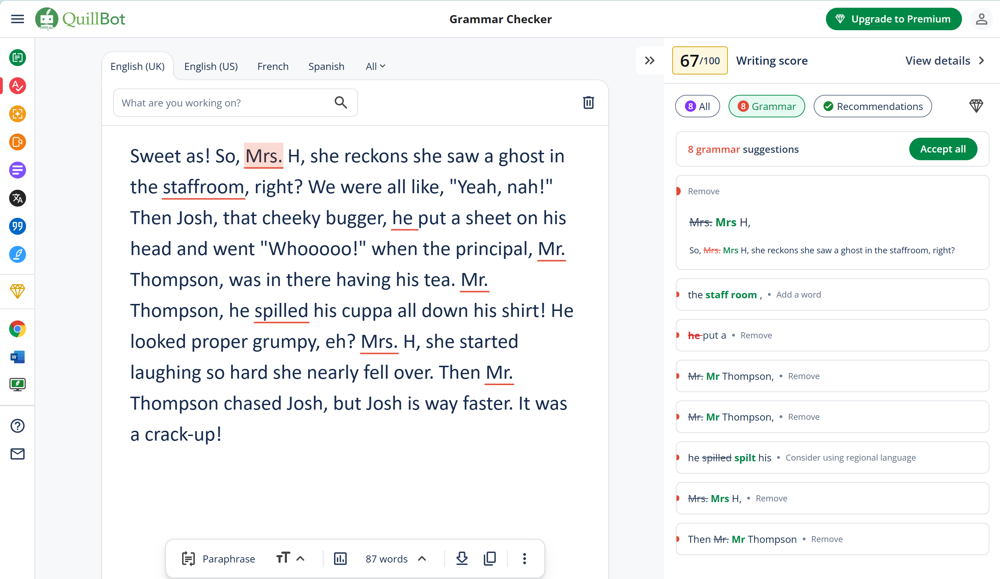 QuillBot
Grammar Checker
Upgrade to Premium
English (UK)
English (US)
French
Spanish
All
What are you working on?
Sweet as! So, Mrs. H, she reckons she saw a ghost in
the staffroom, right? We were all like, "Yeah, nah!"
Then Josh, that cheeky bugger, he put a sheet on his
head and went "Whooooo!" when the principal, Mr.
Thompson, was in there having his tea. Mr.
Thompson, he spilled his cuppa all down his shirt! He
looked proper grumpy, eh? Mrs. H, she started
laughing so hard she nearly fell over. Then Mr.
Thompson chased Josh, but Josh is way faster. It was
a crack-up!
Paraphrase
87 words
67/100
Writing score
View details
8 All
8 Grammar
Recommendations
8 grammar suggestions
Accept all
Remove
Mrs. Mrs H,
So, Mrs. Mrs H, she reckons she saw a ghost in the staffroom, right?
the staff room , • Add a word
he put a • Remove
Mr. Mr Thompson, • Remove
Mr. Mr Thompson, • Remove
he spilled spilt his • Consider using regional language
Mrs. Mrs H, • Remove
Then Mr. Mr Thompson • Remove